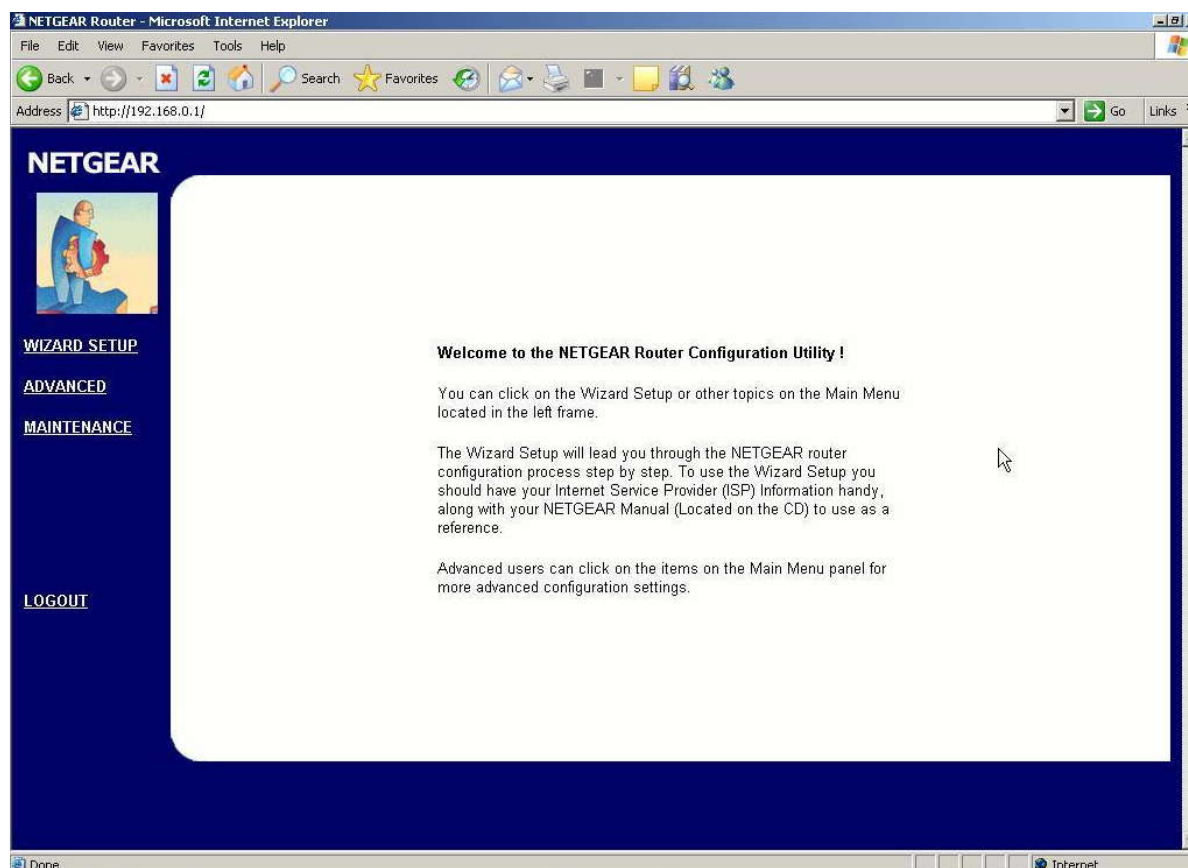 NETGEAR Router - Microsoft Internet Explorer
File Edit View Favorites Tools Help
Back Search Favorites
Address http://192.168.0.1/ Go Links
NETGEAR
WIZARD SETUP
ADVANCED
MAINTENANCE
LOGOUT
Welcome to the NETGEAR Router Configuration Utility !
You can click on the Wizard Setup or other topics on the Main Menu
located in the left frame.
The Wizard Setup will lead you through the NETGEAR router
configuration process step by step. To use the Wizard Setup you
should have your Internet Service Provider (ISP) Information handy,
along with your NETGEAR Manual (Located on the CD) to use as a
reference.
Advanced users can click on the items on the Main Menu panel for
more advanced configuration settings.
Done Internet